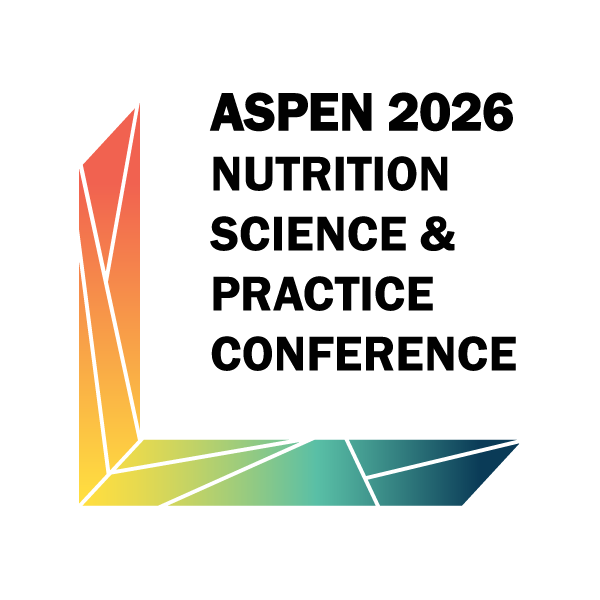 ASPEN 2026
NUTRITION
SCIENCE &
PRACTICE
CONFERENCE